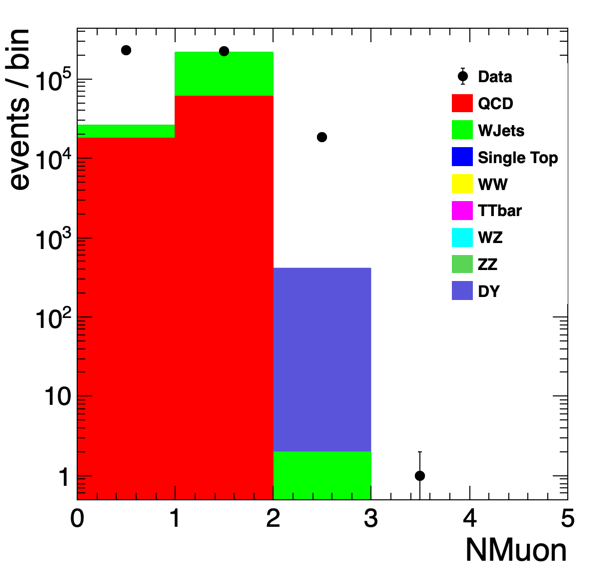 events / bin
10⁵
10⁴
10³
10²
10
1
0 1 2 3 4 5
NMuon
Data
QCD
WJets
Single Top
WW
TTbar
WZ
ZZ
DY